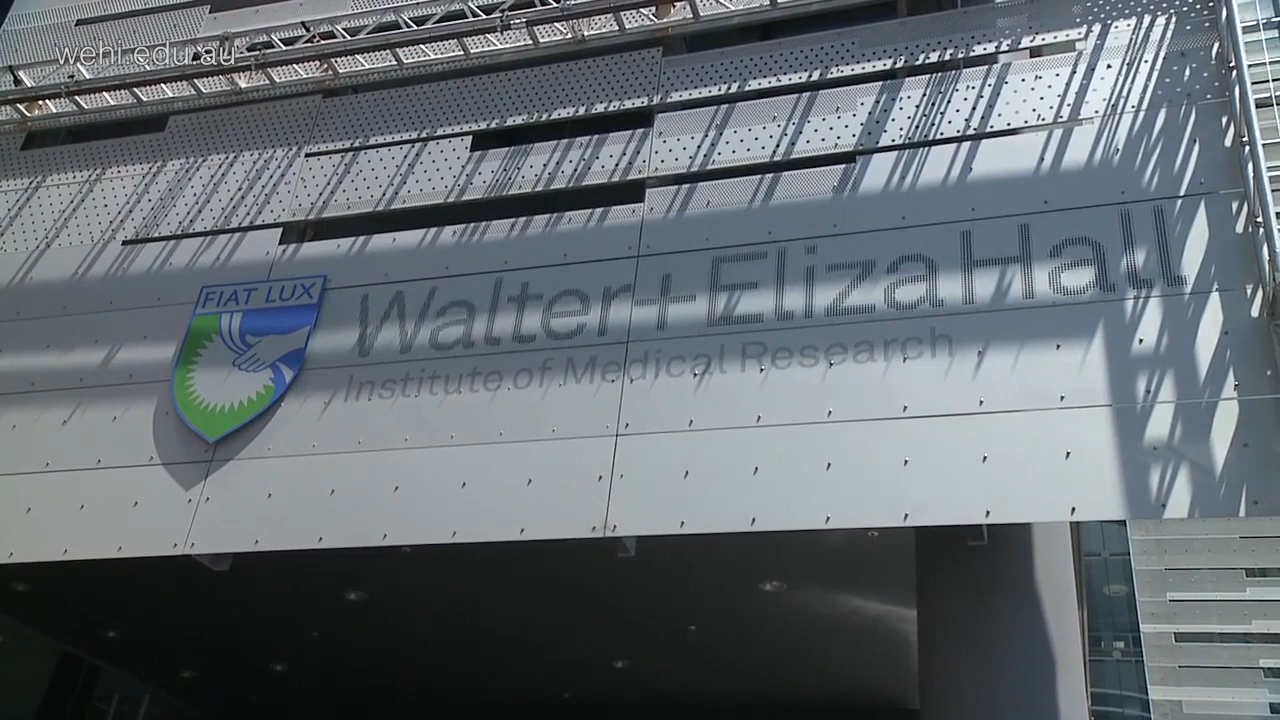 wehi.edu.au
FIAT LUX
Walter+Eliza Hall
Institute of Medical Research